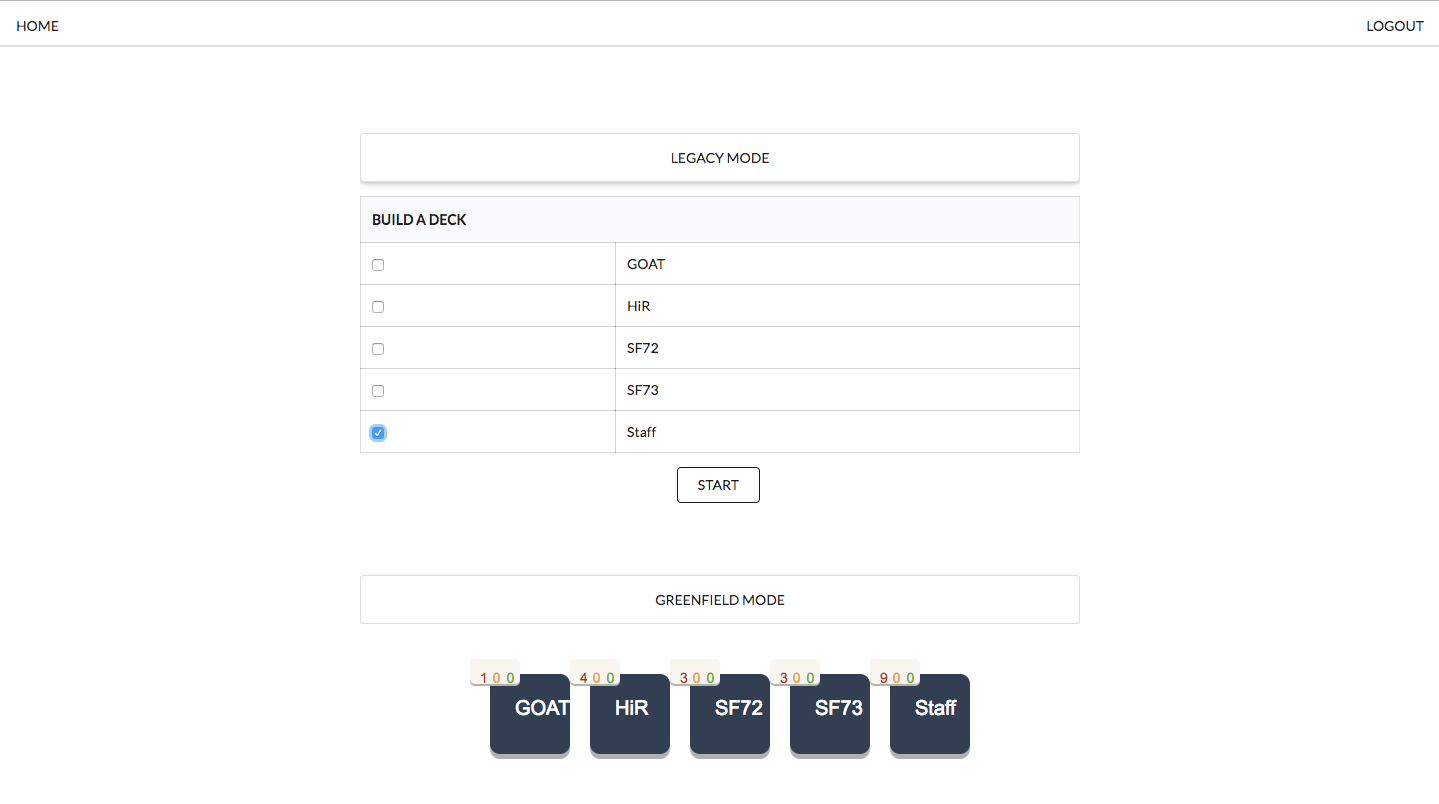 HOME LOGOUT
LEGACY MODE
BUILD A DECK
GOAT
HiR
SF72
SF73
Staff
START
GREENFIELD MODE
1 0 0 4 0 0 3 0 0 3 0 0 9 0 0
GOAT HiR SF72 SF73 Staff